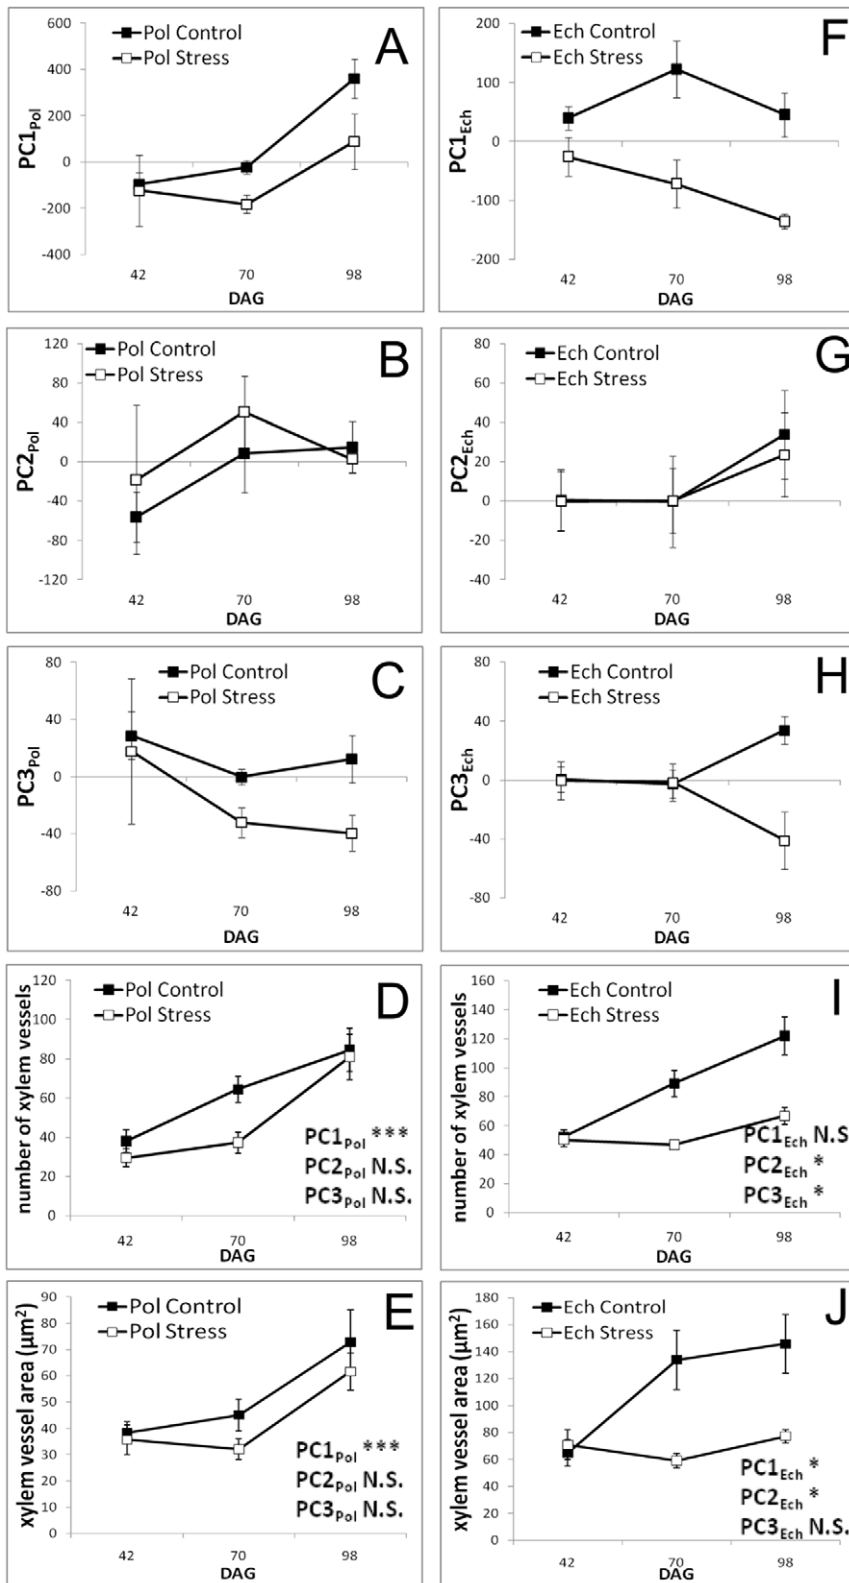 A
Pol Control
Pol Stress
PC1Pol
600
400
200
0
-200
-400
42 70 98
DAG
F
Ech Control
Ech Stress
PC1Ech
200
100
0
-100
-200
42 70 98
DAG
B
Pol Control
Pol Stress
PC2Pol
120
80
40
0
-40
-80
-120
42 70 98
DAG
G
Ech Control
Ech Stress
PC2Ech
80
60
40
20
0
-20
-40
42 70 98
DAG
C
Pol Control
Pol Stress
PC3Pol
80
40
0
-40
-80
42 70 98
DAG
H
Ech Control
Ech Stress
PC3Ech
80
40
0
-40
-80
42 70 98
DAG
D
Pol Control
Pol Stress
number of xylem vessels
120
100
80
60
40
20
0
PC1Pol ***
PC2Pol N.S.
PC3Pol N.S.
42 70 98
DAG
I
Ech Control
Ech Stress
number of xylem vessels
160
140
120
100
80
60
40
20
0
PC1Ech N.S
PC2Ech *
PC3Ech *
42 70 98
DAG
E
Pol Control
Pol Stress
xylem vessel area (µm²)
90
80
70
60
50
40
30
20
10
0
PC1Pol ***
PC2Pol N.S.
PC3Pol N.S.
42 70 98
DAG
J
Ech Control
Ech Stress
xylem vessel area (µm²)
180
160
140
120
100
80
60
40
20
0
PC1Ech *
PC2Ech *
PC3Ech N.S.
42 70 98
DAG